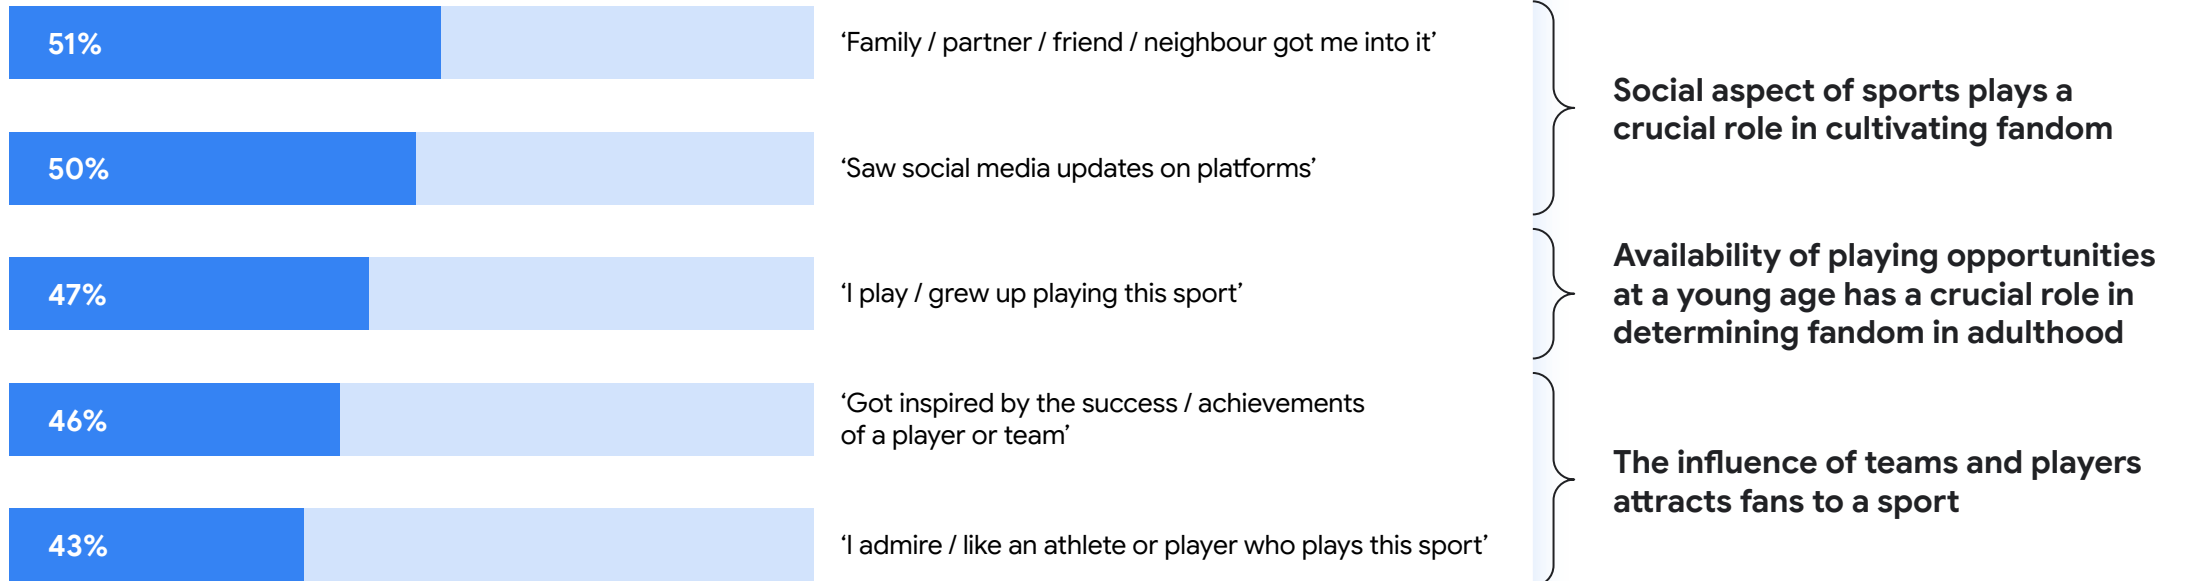 51%
‘Family / partner / friend / neighbour got me into it’
Social aspect of sports plays a
crucial role in cultivating fandom
50%
‘Saw social media updates on platforms’
47%
‘I play / grew up playing this sport’
Availability of playing opportunities
at a young age has a crucial role in
determining fandom in adulthood
46%
‘Got inspired by the success / achievements
of a player or team’
The influence of teams and players
attracts fans to a sport
43%
‘I admire / like an athlete or player who plays this sport’